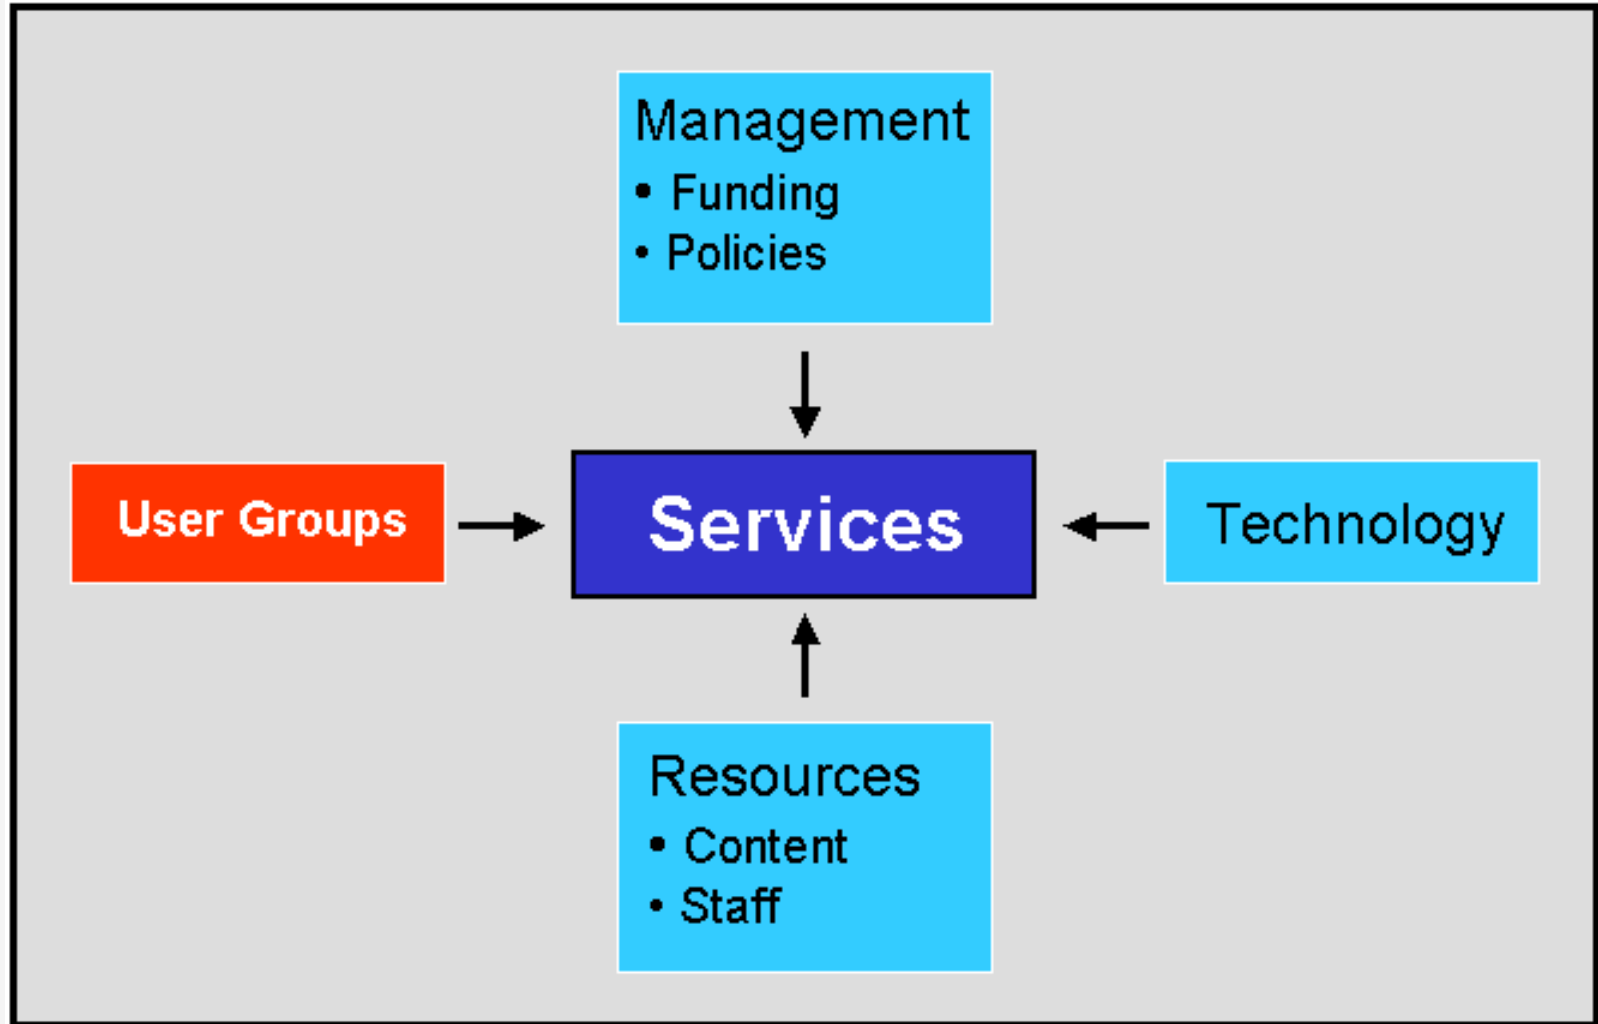 Management
• Funding
• Policies
User Groups
Services
Technology
Resources
• Content
• Staff